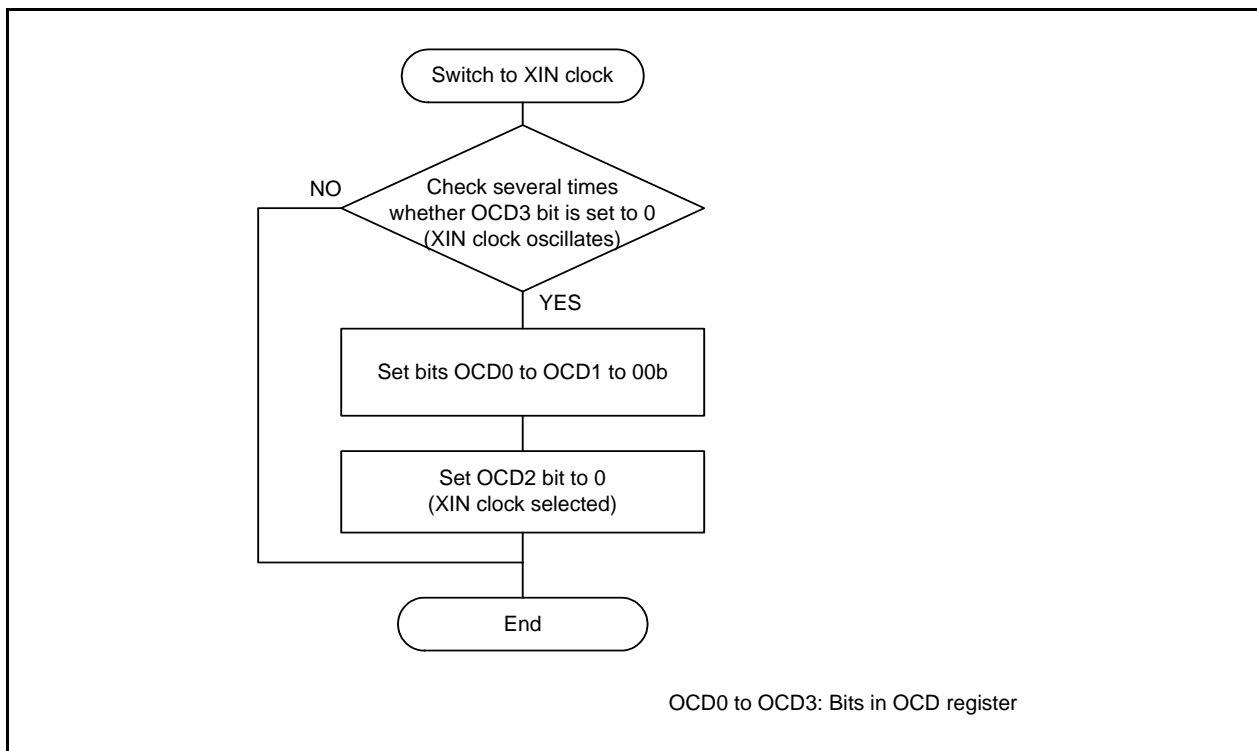 Switch to XIN clock
NO
Check several times
whether OCD3 bit is set to 0
(XIN clock oscillates)
YES
Set bits OCD0 to OCD1 to 00b
Set OCD2 bit to 0
(XIN clock selected)
End
OCD0 to OCD3: Bits in OCD register